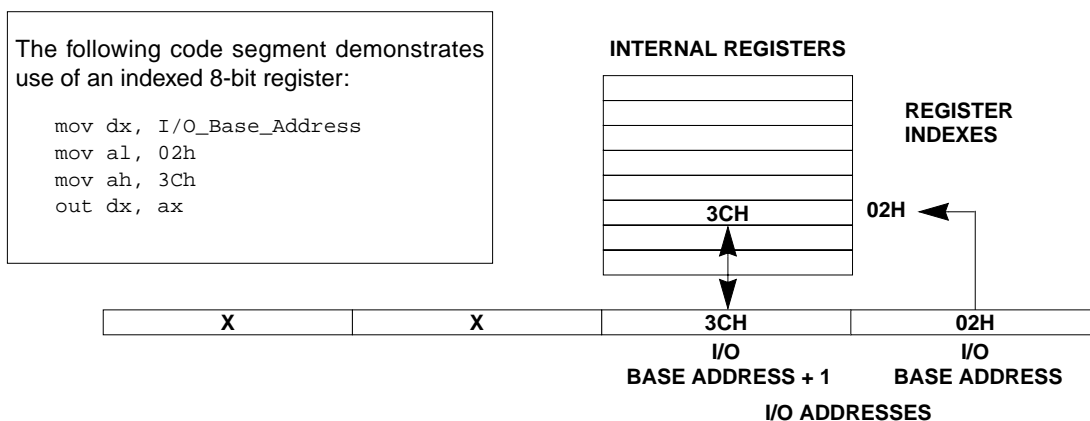 The following code segment demonstrates
use of an indexed 8-bit register:
mov dx, I/O_Base_Address
mov al, 02h
mov ah, 3Ch
out dx, ax
INTERNAL REGISTERS
REGISTER
INDEXES
3CH
02H
X X 3CH 02H
I/O
BASE ADDRESS + 1
I/O
BASE ADDRESS
I/O ADDRESSES